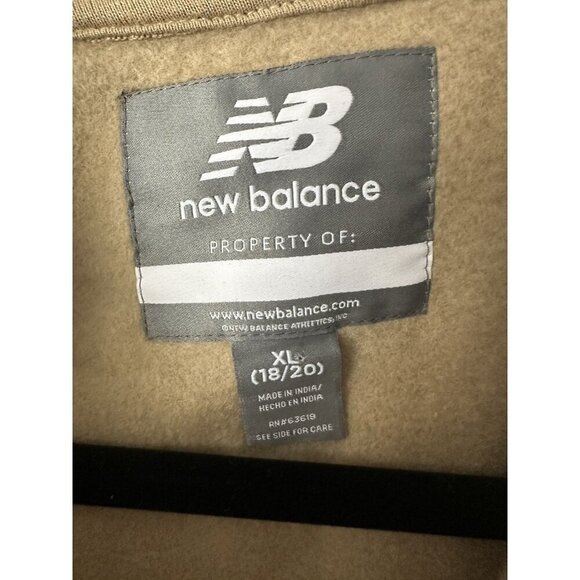 NB
new balance
PROPERTY OF:
www.newbalance.com
©NEW BALANCE ATHLETICS, INC.
XL
(18/20)
MADE IN INDIA/
HECHO EN INDIA
RN#63619
SEE SIDE FOR CARE